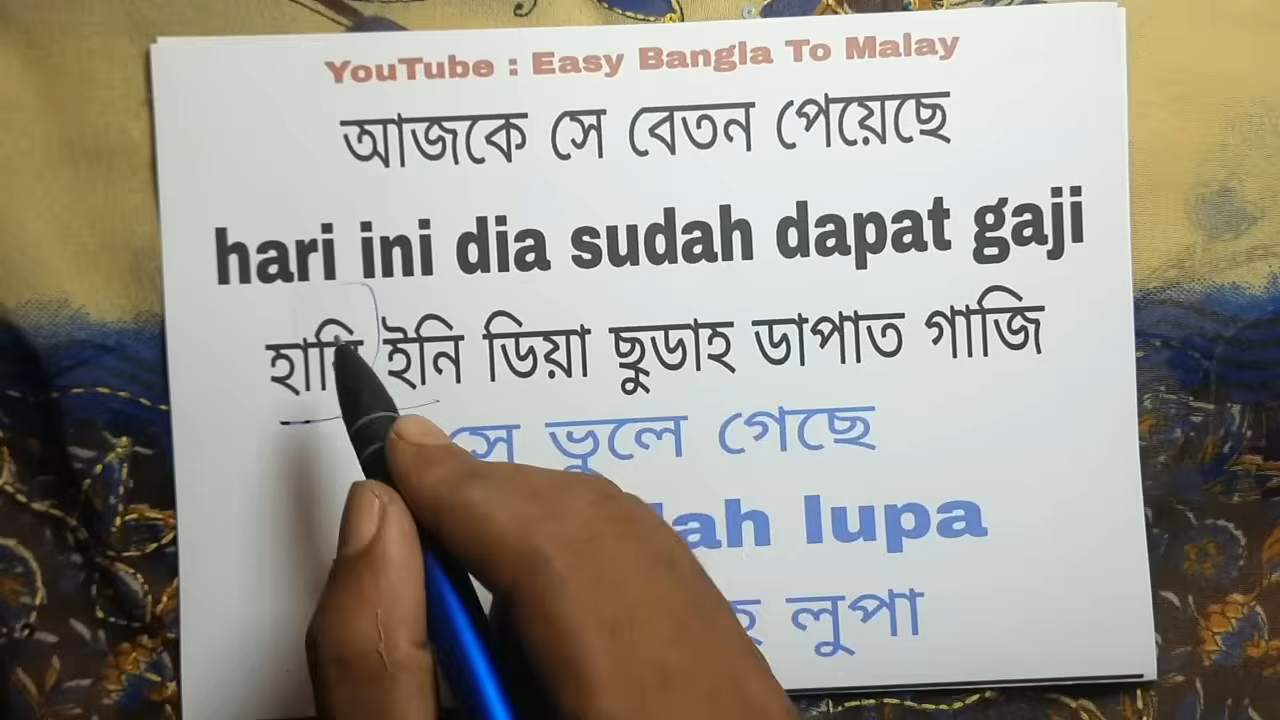 YouTube : Easy Bangla To Malay
আজকে সে বেতন পেয়েছে
hari ini dia sudah dapat gaji
ইনি ডিয়া ছুডাহ ডাপাত গাজি
সে ভুলে গেছে
lupa
লুপা